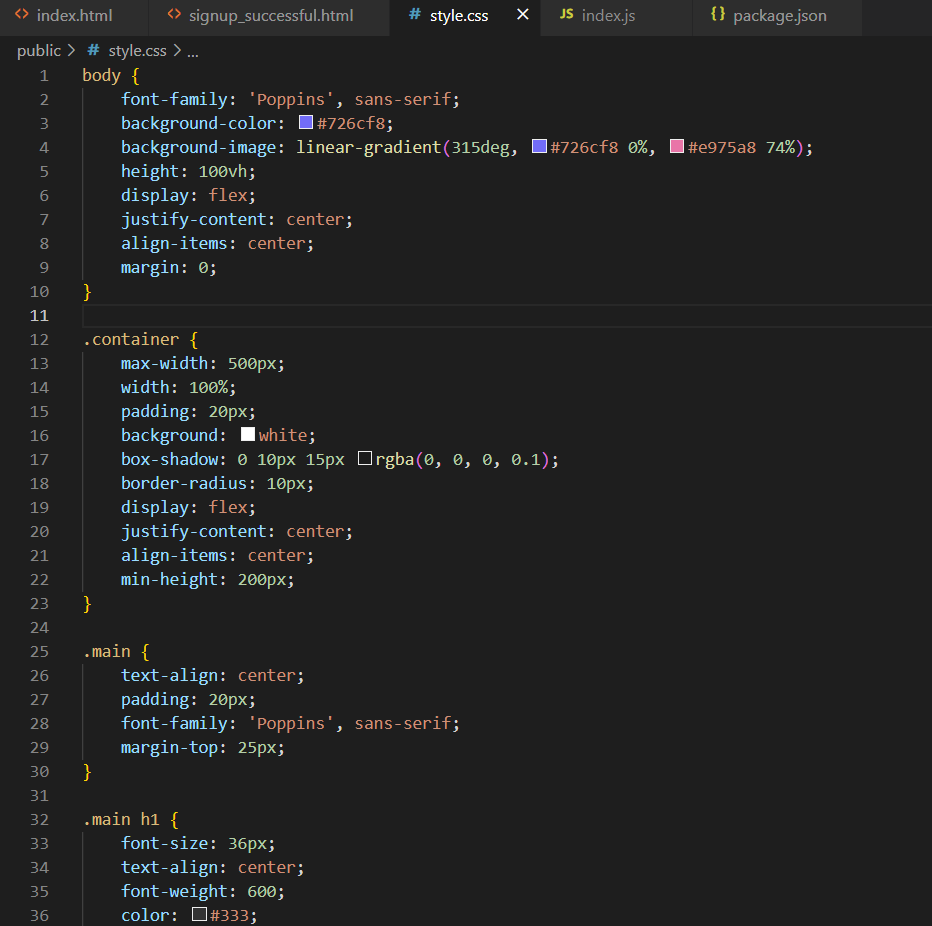 index.html signup_successful.html # style.css × JS index.js {} package.json
public > # style.css > ...
1 body {
2 font-family: 'Poppins', sans-serif;
3 background-color: #726cf8;
4 background-image: linear-gradient(315deg, #726cf8 0%, #e975a8 74%);
5 height: 100vh;
6 display: flex;
7 justify-content: center;
8 align-items: center;
9 margin: 0;
10 }
11
12 .container {
13 max-width: 500px;
14 width: 100%;
15 padding: 20px;
16 background: white;
17 box-shadow: 0 10px 15px rgba(0, 0, 0, 0.1);
18 border-radius: 10px;
19 display: flex;
20 justify-content: center;
21 align-items: center;
22 min-height: 200px;
23 }
24
25 .main {
26 text-align: center;
27 padding: 20px;
28 font-family: 'Poppins', sans-serif;
29 margin-top: 25px;
30 }
31
32 .main h1 {
33 font-size: 36px;
34 text-align: center;
35 font-weight: 600;
36 color: #333;